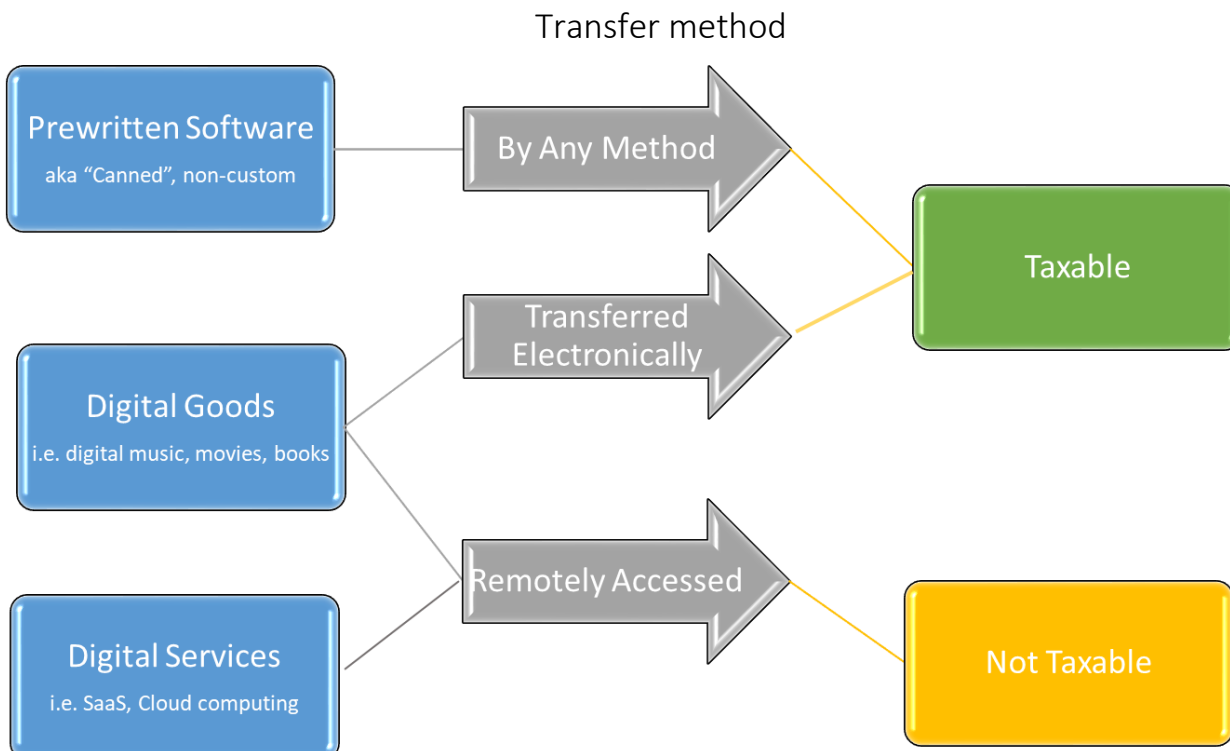 Transfer method
Prewritten Software
aka “Canned”, non-custom
By Any Method
Taxable
Transferred
Electronically
Digital Goods
i.e. digital music, movies, books
Remotely Accessed
Digital Services
i.e. SaaS, Cloud computing
Not Taxable